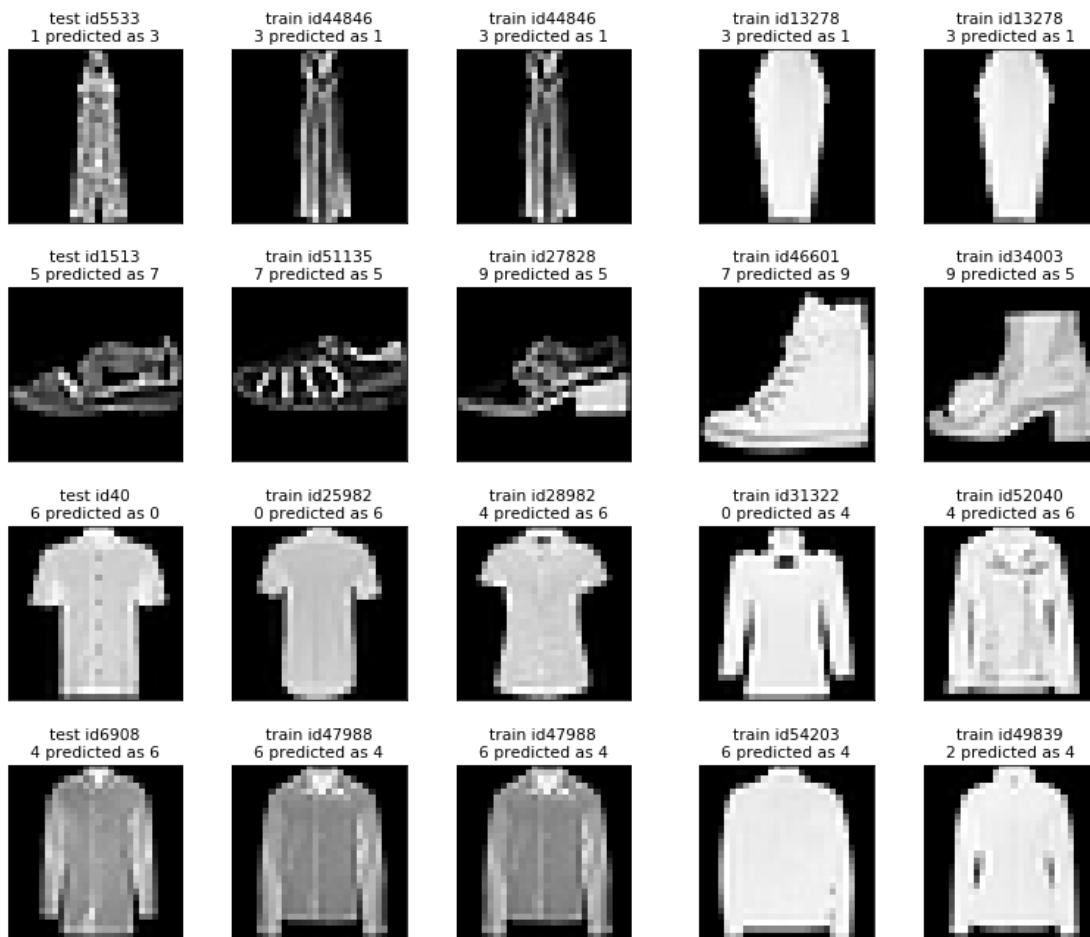 test id5533
1 predicted as 3
train id44846
3 predicted as 1
train id44846
3 predicted as 1
train id13278
3 predicted as 1
train id13278
3 predicted as 1
test id1513
5 predicted as 7
train id51135
7 predicted as 5
train id27828
9 predicted as 5
train id46601
7 predicted as 9
train id34003
9 predicted as 5
test id40
6 predicted as 0
train id25982
0 predicted as 6
train id28982
4 predicted as 6
train id31322
0 predicted as 4
train id52040
4 predicted as 6
test id6908
4 predicted as 6
train id47988
6 predicted as 4
train id47988
6 predicted as 4
train id54203
6 predicted as 4
train id49839
2 predicted as 4